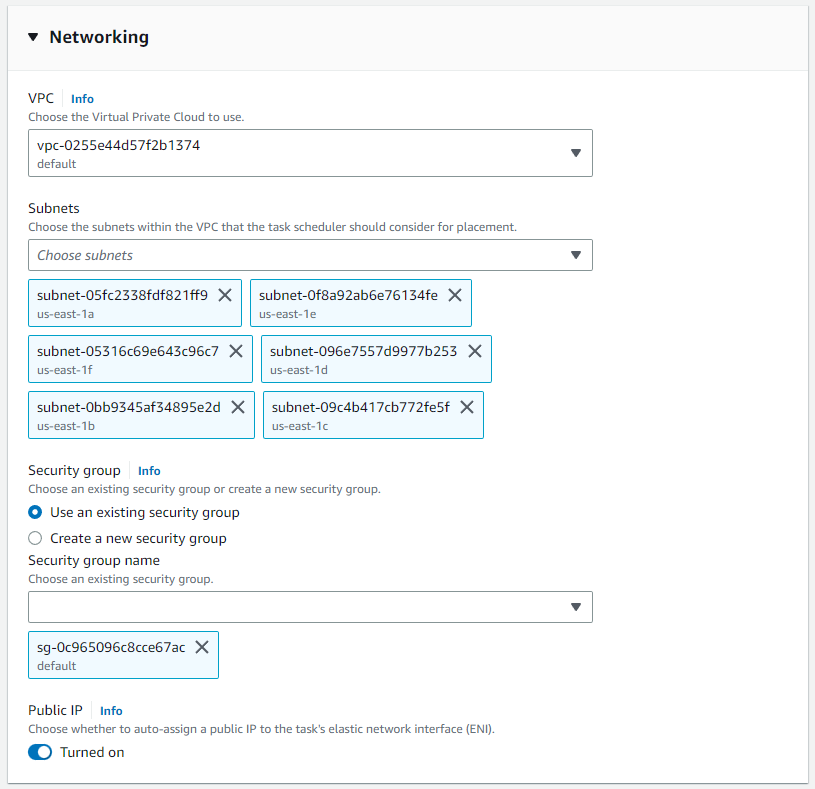 Networking
VPC Info
Choose the Virtual Private Cloud to use.
vpc-0255e44d57f2b1374
default
Subnets
Choose the subnets within the VPC that the task scheduler should consider for placement.
Choose subnets
subnet-05fc2338fdf821ff9 subnet-0f8a92ab6e76134fe
us-east-1a us-east-1e
subnet-05316c69e643c96c7 subnet-096e7557d9977b253
us-east-1f us-east-1d
subnet-0bb9345af34895e2d subnet-09c4b417cb772fe5f
us-east-1b us-east-1c
Security group Info
Choose an existing security group or create a new security group.
Use an existing security group
Create a new security group
Security group name
Choose an existing security group.
sg-0c965096c8cce67ac
default
Public IP Info
Choose whether to auto-assign a public IP to the task's elastic network interface (ENI).
Turned on